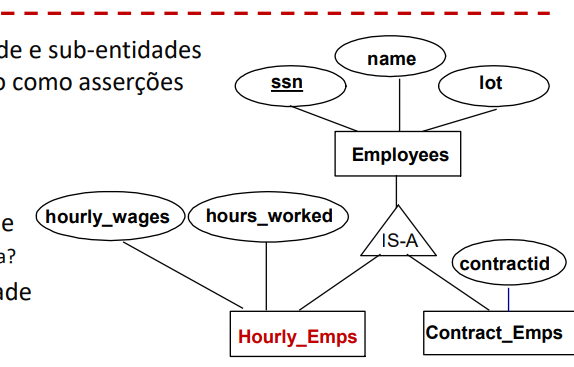 de e sub-entidades
o como asserções
name
ssn
lot
Employees
e
hourly_wages
hours_worked
a?
IS-A
ade
contractid
Hourly_Emps
Contract_Emps